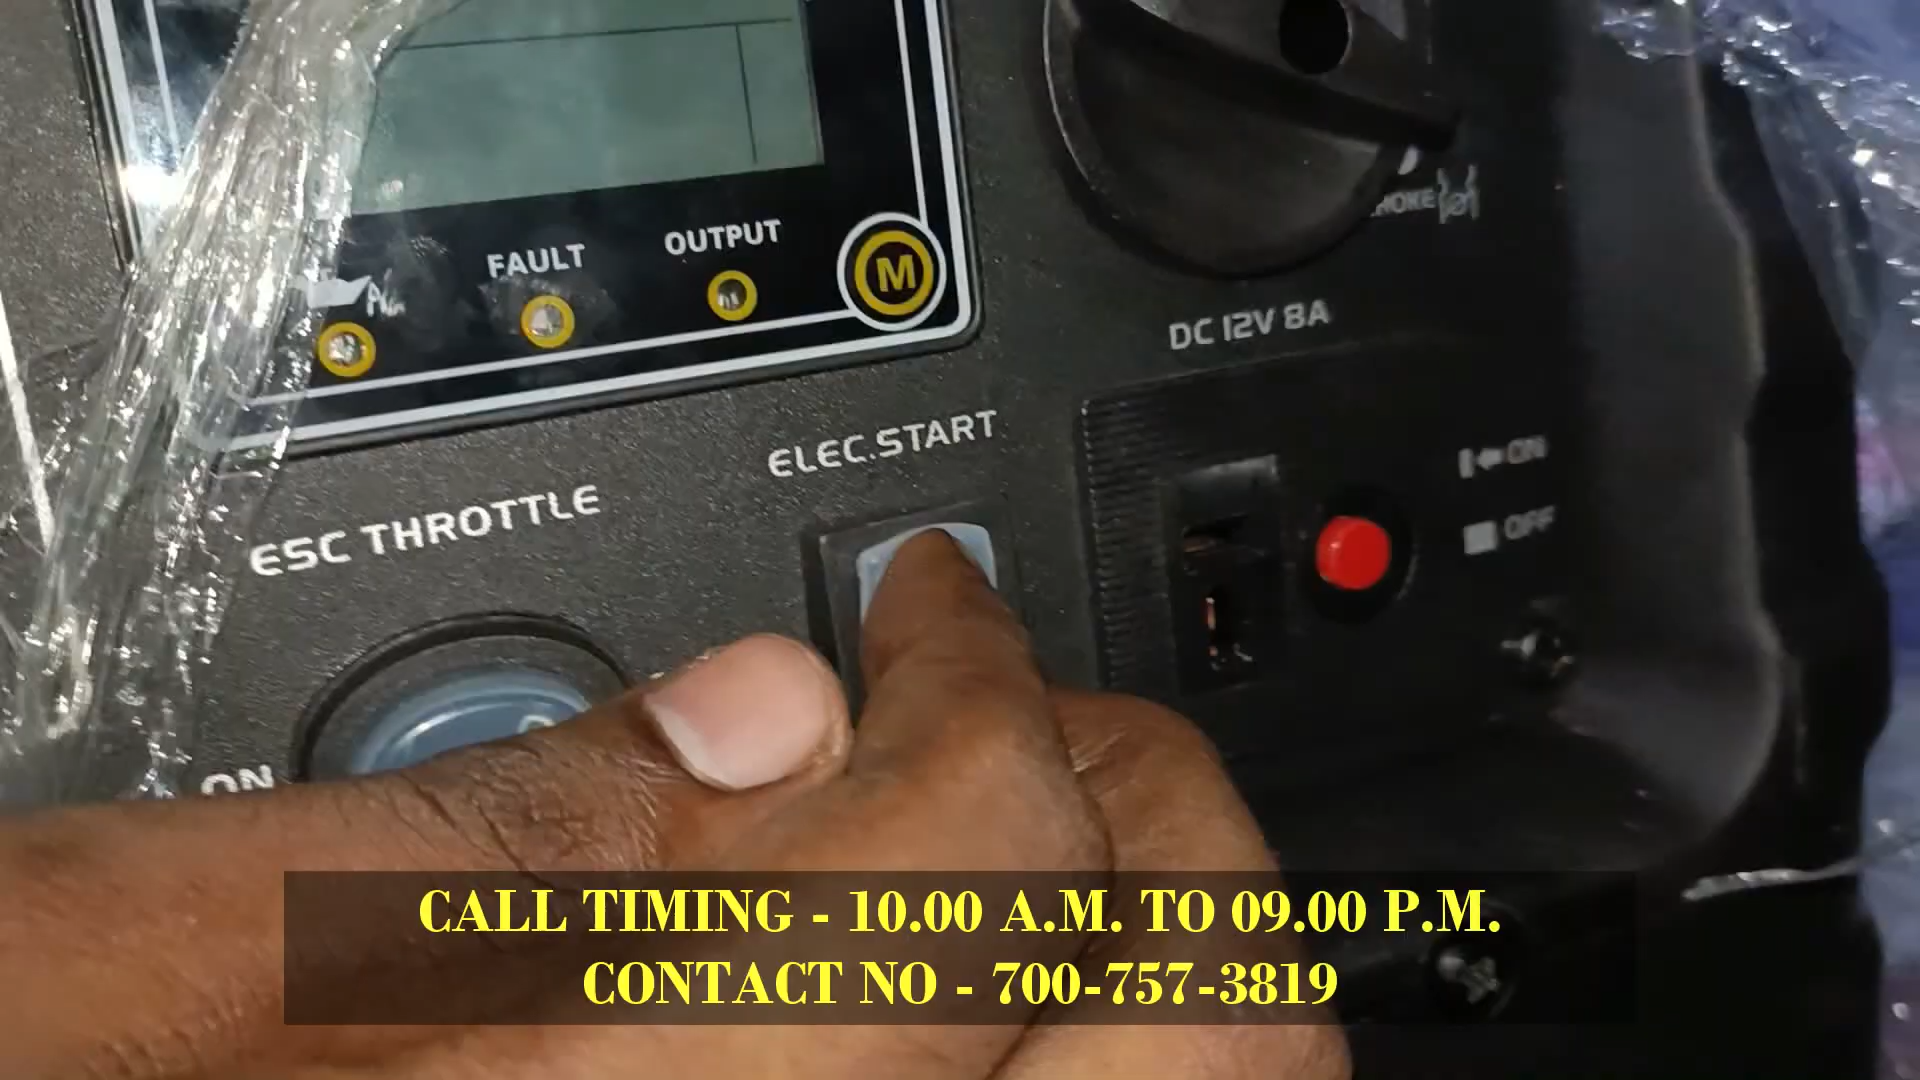 FAULT
OUTPUT
M
DC 12V 8A
ELEC.START
ESC THROTTLE
ON
OFF
ON
CALL TIMING - 10.00 A.M. TO 09.00 P.M.
CONTACT NO - 700-757-3819